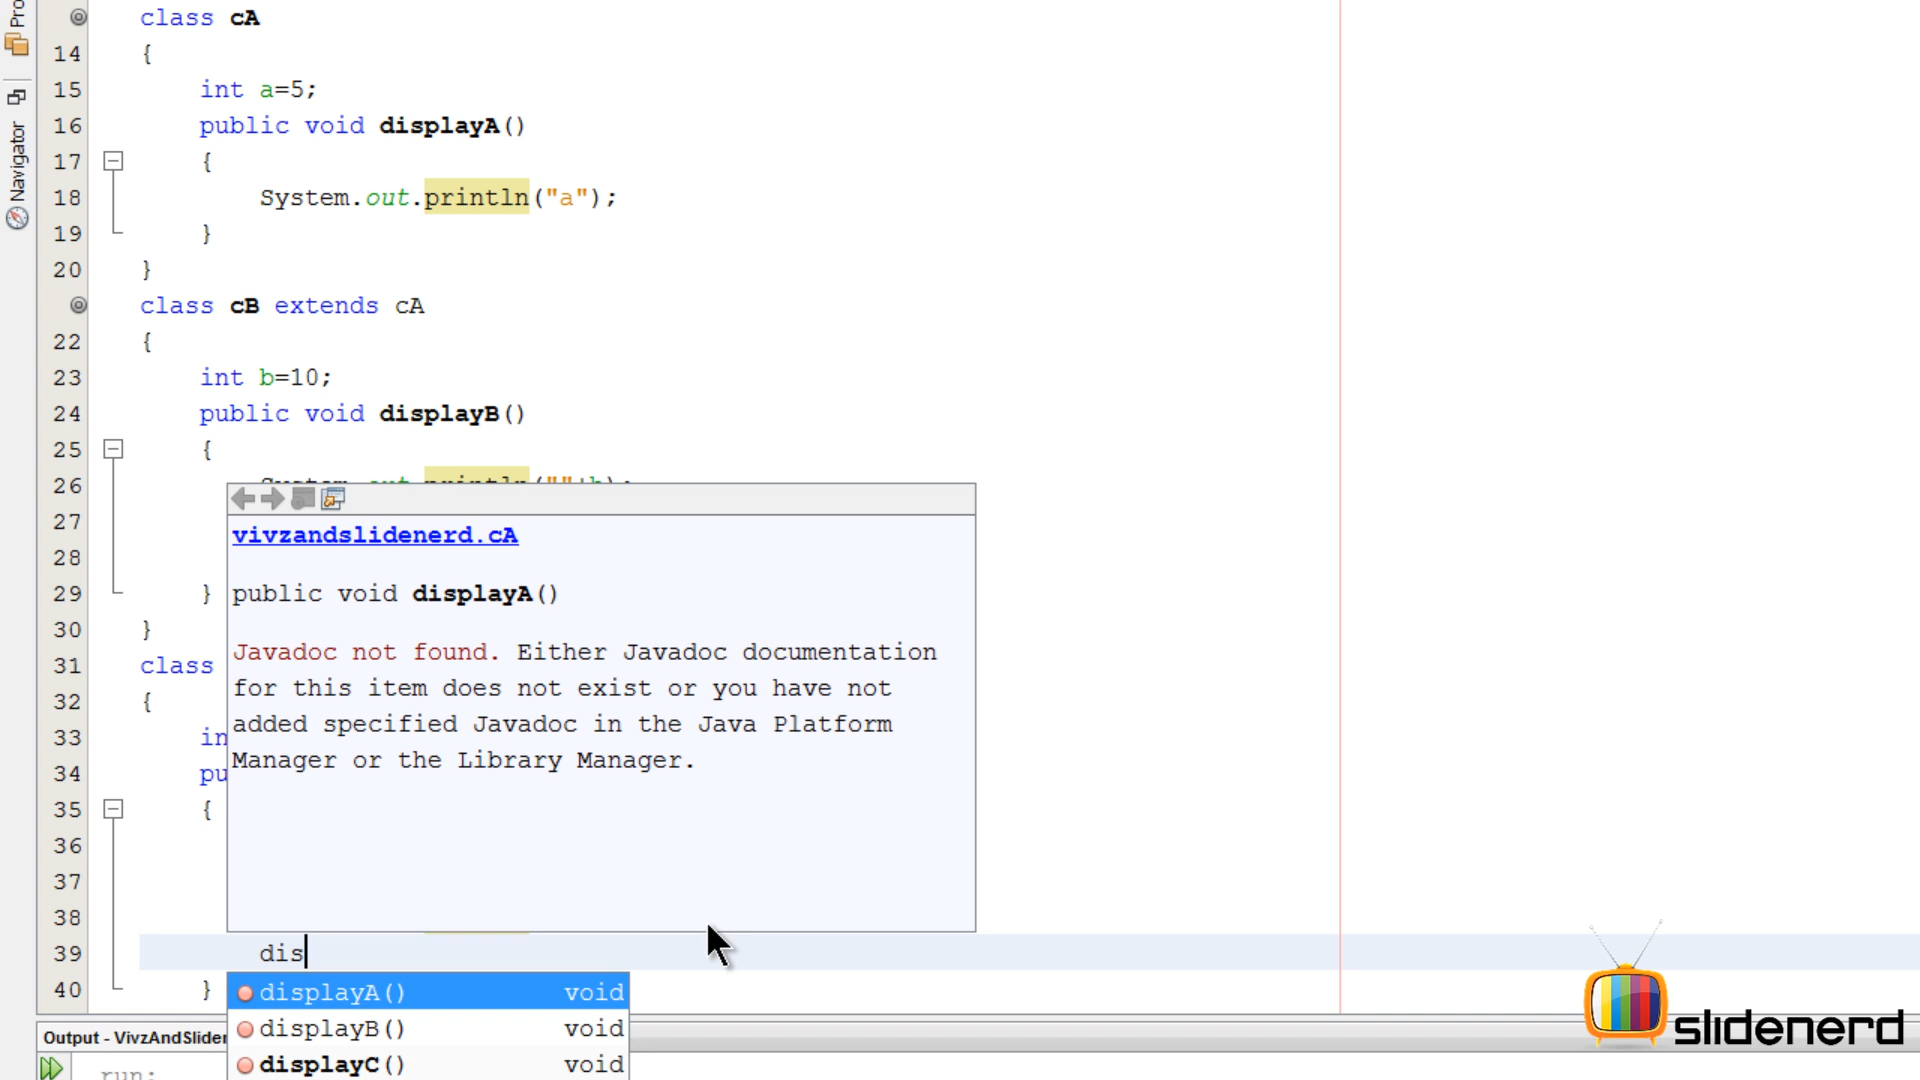 Pro
Navigator
class cA
14 {
15 int a=5;
16 public void displayA()
17 {
18 System.out.println("a");
19 }
20 }
class cB extends cA
22 {
23 int b=10;
24 public void displayB()
25 {
26 System.out.println(""+b);
27
28
29 }
30 }
31 class
32 {
33 in
34 pu
35 {
36
37
38
39 dis
40 }
vivzandslidenerd.cA
public void displayA()
Javadoc not found. Either Javadoc documentation
for this item does not exist or you have not
added specified Javadoc in the Java Platform
Manager or the Library Manager.
displayA() void
displayB() void
displayC() void
Output - VivzAndSlider
run:
slidenerd